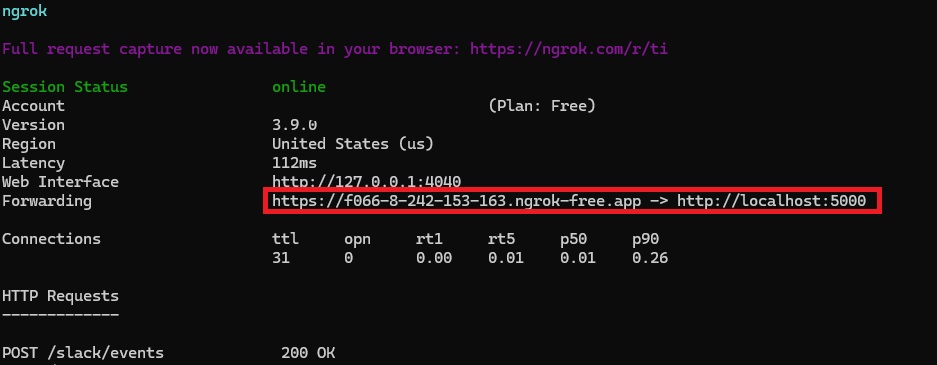 ngrok
Full request capture now available in your browser: https://ngrok.com/r/ti
Session Status online
Account (Plan: Free)
Version 3.9.0
Region United States (us)
Latency 112ms
Web Interface http://127.0.0.1:4040
Forwarding https://f066-8-242-153-163.ngrok-free.app -> http://localhost:5000
Connections ttl opn rt1 rt5 p50 p90
31 0 0.00 0.01 0.01 0.26
HTTP Requests
-------------
POST /slack/events 200 OK